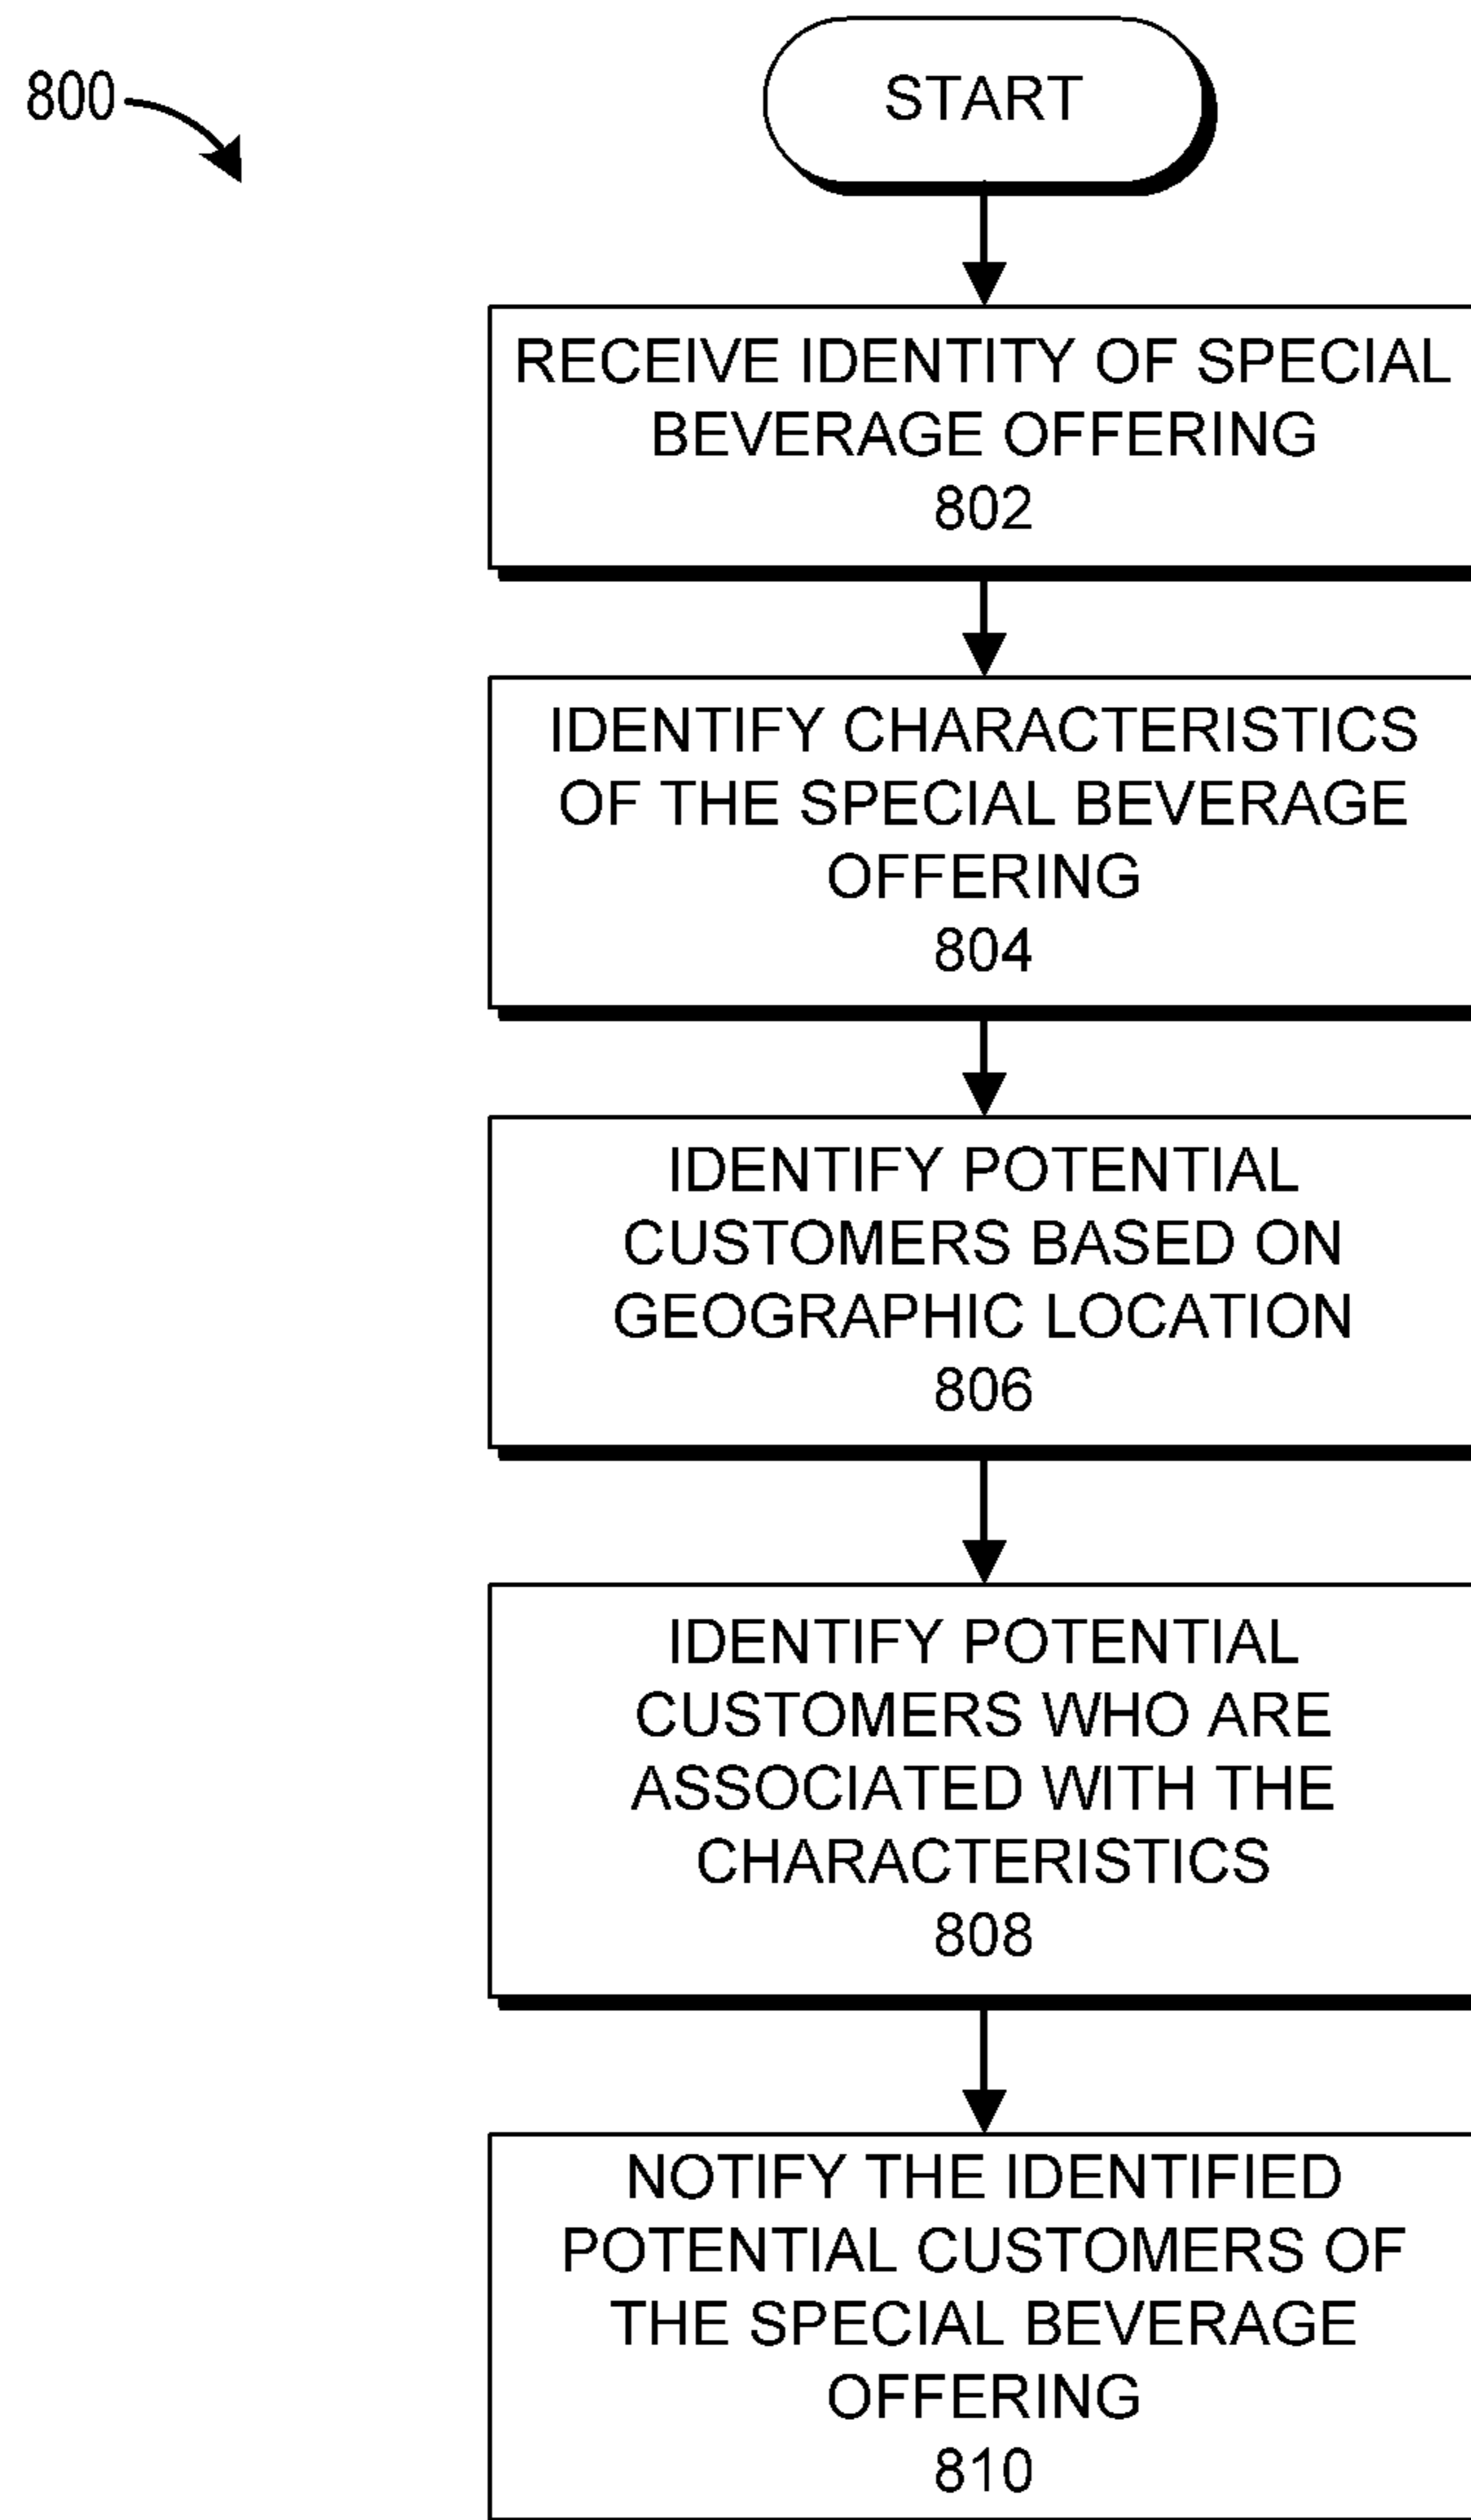 800
START
RECEIVE IDENTITY OF SPECIAL
BEVERAGE OFFERING
802
IDENTIFY CHARACTERISTICS
OF THE SPECIAL BEVERAGE
OFFERING
804
IDENTIFY POTENTIAL
CUSTOMERS BASED ON
GEOGRAPHIC LOCATION
806
IDENTIFY POTENTIAL
CUSTOMERS WHO ARE
ASSOCIATED WITH THE
CHARACTERISTICS
808
NOTIFY THE IDENTIFIED
POTENTIAL CUSTOMERS OF
THE SPECIAL BEVERAGE
OFFERING
810